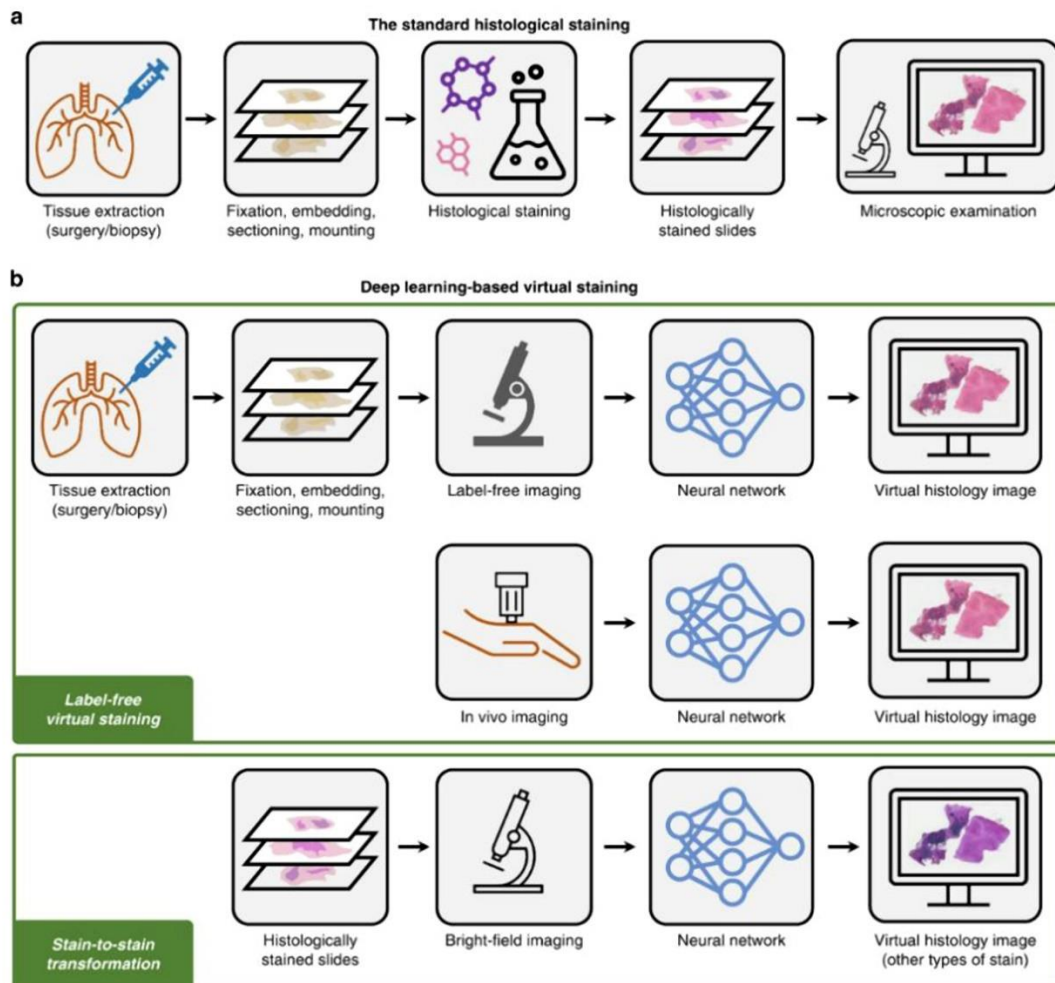 a
The standard histological staining
Tissue extraction
(surgery/biopsy)
Fixation, embedding,
sectioning, mounting
Histological staining
Histologically
stained slides
Microscopic examination
b
Deep learning-based virtual staining
Tissue extraction
(surgery/biopsy)
Fixation, embedding,
sectioning, mounting
Label-free imaging
Neural network
Virtual histology image
In vivo imaging
Neural network
Virtual histology image
Label-free
virtual staining
Histologically
stained slides
Bright-field imaging
Neural network
Virtual histology image
(other types of stain)
Stain-to-stain
transformation